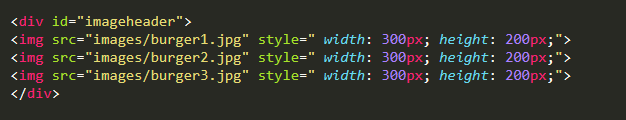 <div id="imageheader">
<img src="images/burger1.jpg" style=" width: 300px; height: 200px;">
<img src="images/burger2.jpg" style=" width: 300px; height: 200px;">
<img src="images/burger3.jpg" style=" width: 300px; height: 200px;">
</div>